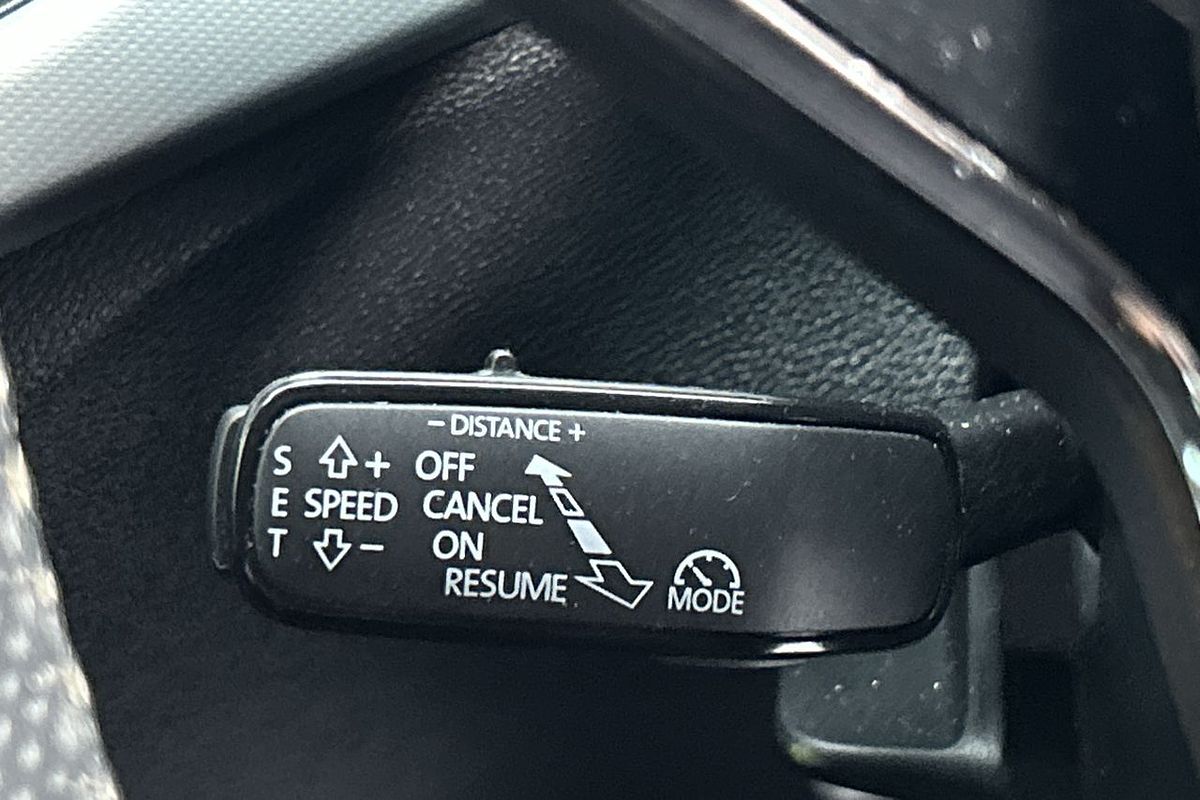 − DISTANCE +
S + OFF
E SPEED CANCEL
T − ON
RESUME
MODE